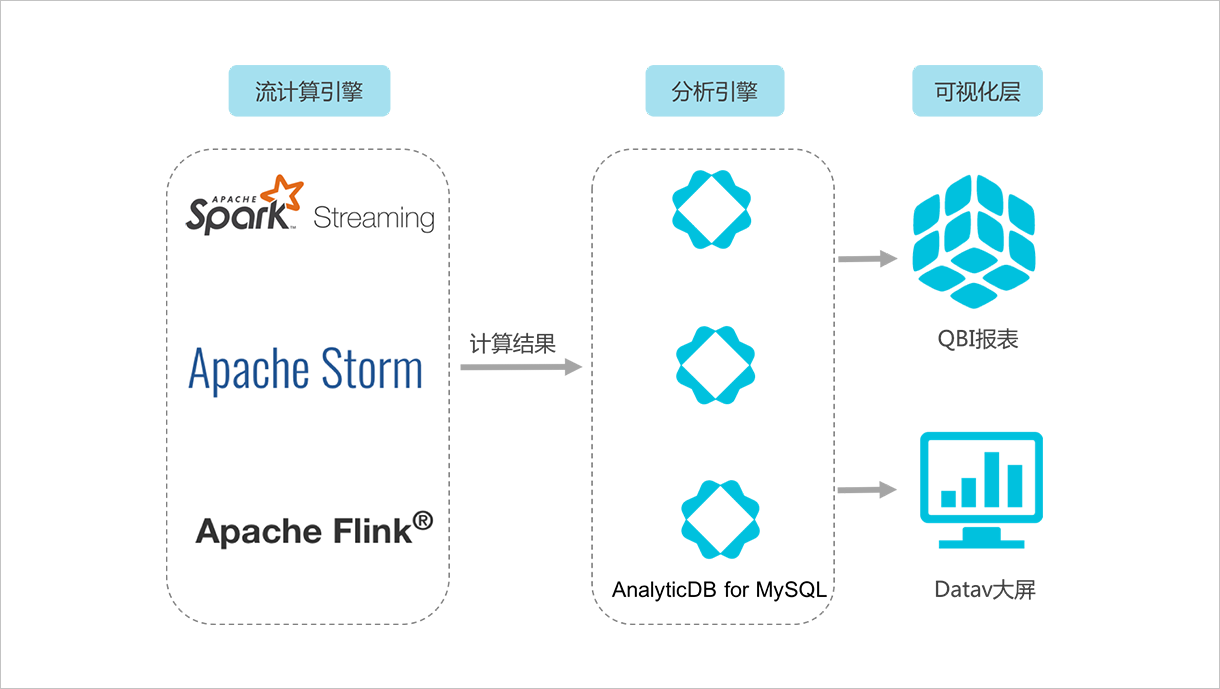 流计算引擎
分析引擎
可视化层
APACHE
Spark™ Streaming
Apache Storm
Apache Flink®
计算结果
AnalyticDB for MySQL
QBI报表
Datav大屏